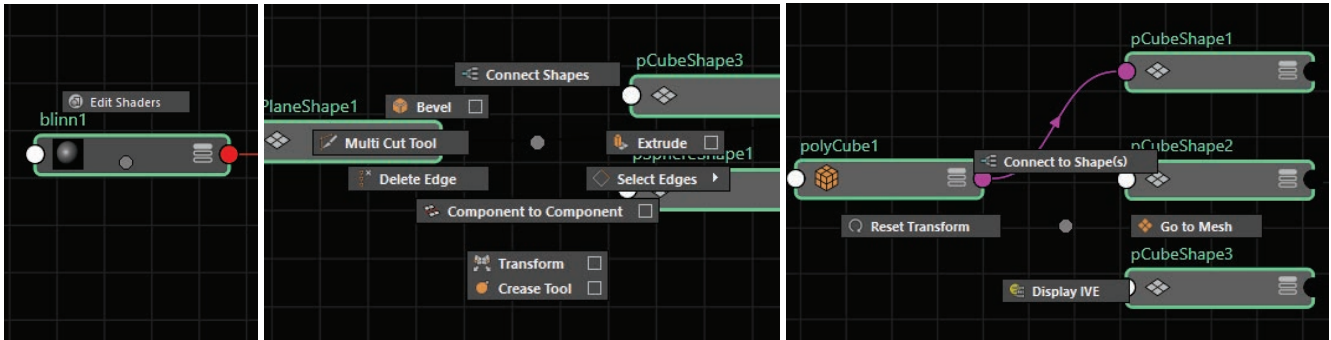 Edit Shaders
blinn1
pCubeShape3
Connect Shapes
PlaneShape1
Bevel
Multi Cut Tool
Extrude
pSphereShape1
Delete Edge
Select Edges
Component to Component
Transform
Crease Tool
pCubeShape1
polyCube1
pCubeShape2
Connect to Shape(s)
Reset Transform
Go to Mesh
pCubeShape3
Display IVE